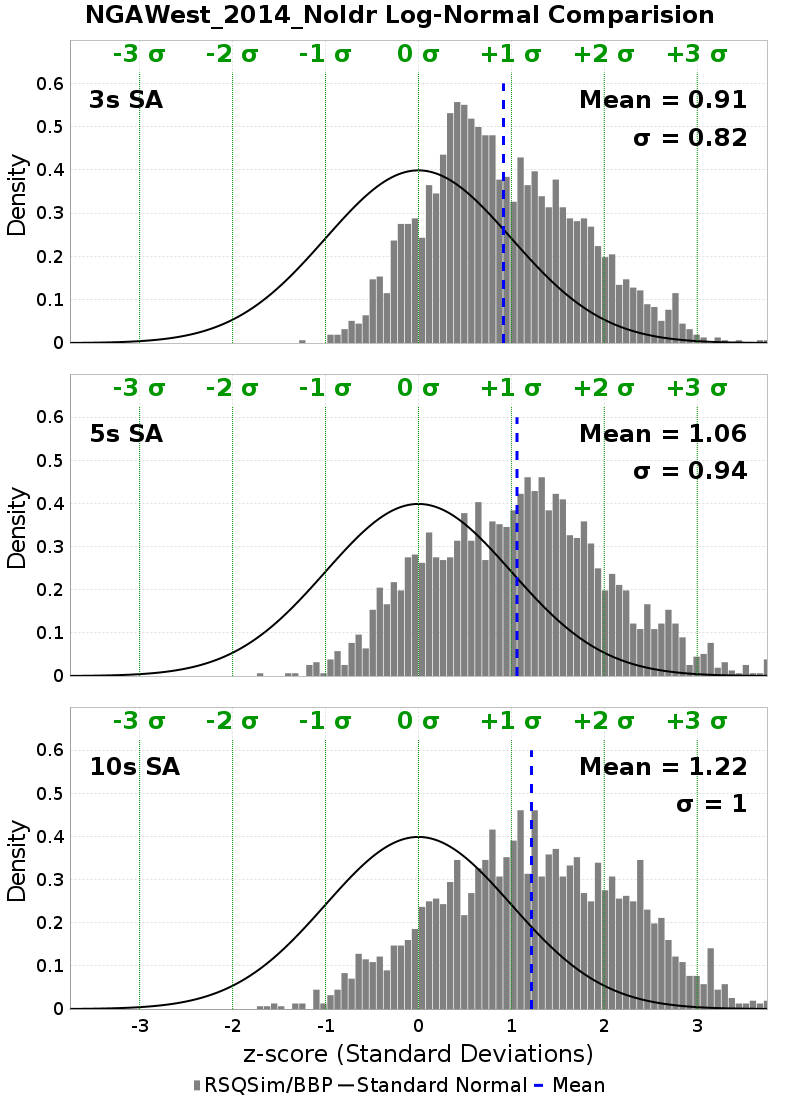 NGAWest_2014_NoIdr Log-Normal Comparision
-3 σ -2 σ -1 σ 0 σ +1 σ +2 σ +3 σ
3s SA
Mean = 0.91
σ = 0.82
Density
0.6
0.5
0.4
0.3
0.2
0.1
0
-3 σ -2 σ -1 σ 0 σ +1 σ +2 σ +3 σ
5s SA
Mean = 1.06
σ = 0.94
Density
0.6
0.5
0.4
0.3
0.2
0.1
0
-3 σ -2 σ -1 σ 0 σ +1 σ +2 σ +3 σ
10s SA
Mean = 1.22
σ = 1
Density
0.6
0.5
0.4
0.3
0.2
0.1
0
-3 -2 -1 0 1 2 3
z-score (Standard Deviations)
RSQSim/BBP Standard Normal Mean